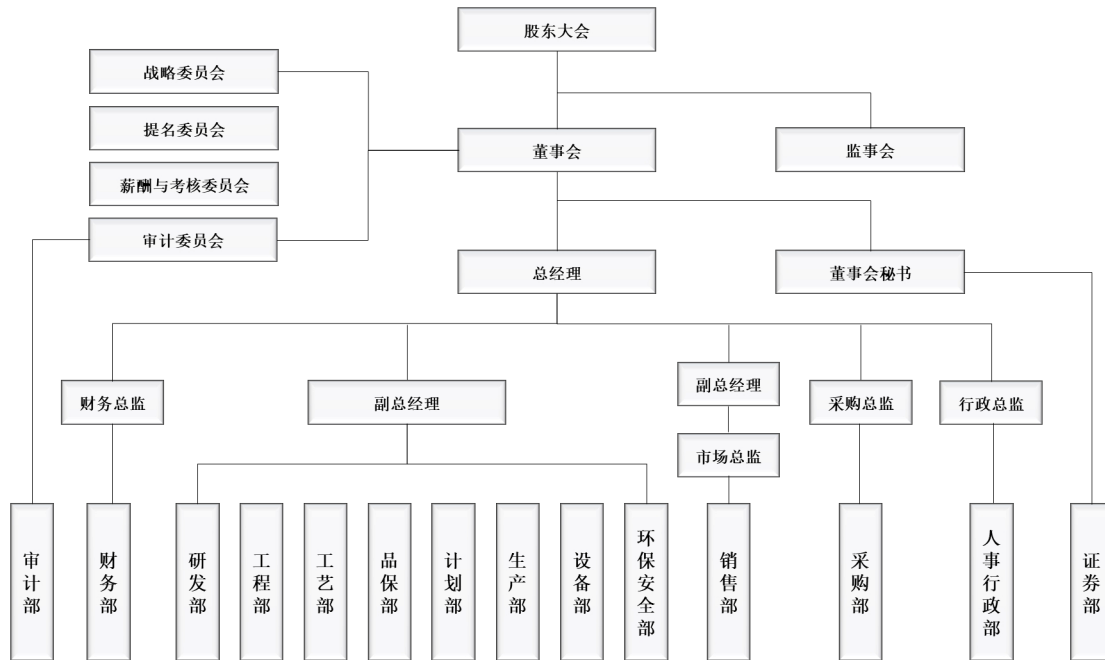 股东大会
战略委员会
提名委员会
董事会
监事会
薪酬与考核委员会
审计委员会
总经理
董事会秘书
财务总监
副总经理
副总经理
采购总监
行政总监
市场总监
审计部
财务部
研发部
工程部
工艺部
品保部
计划部
生产部
设备部
环保安全部
销售部
采购部
人事行政部
证券部